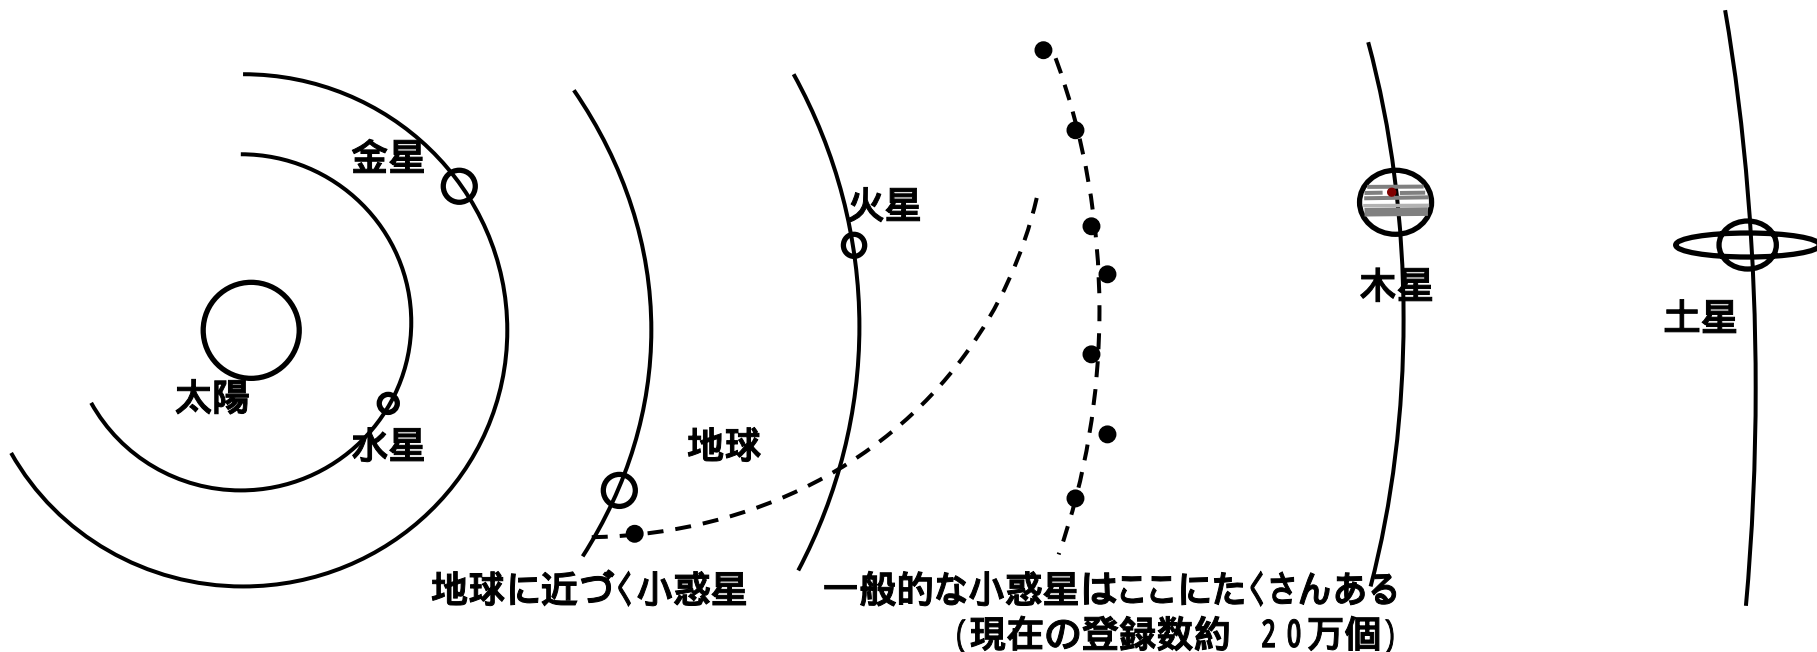 金星
火星
木星
土星
太陽
水星
地球
地球に近づく小惑星
一般的な小惑星はここにたくさんある
(現在の登録数約 20万個)